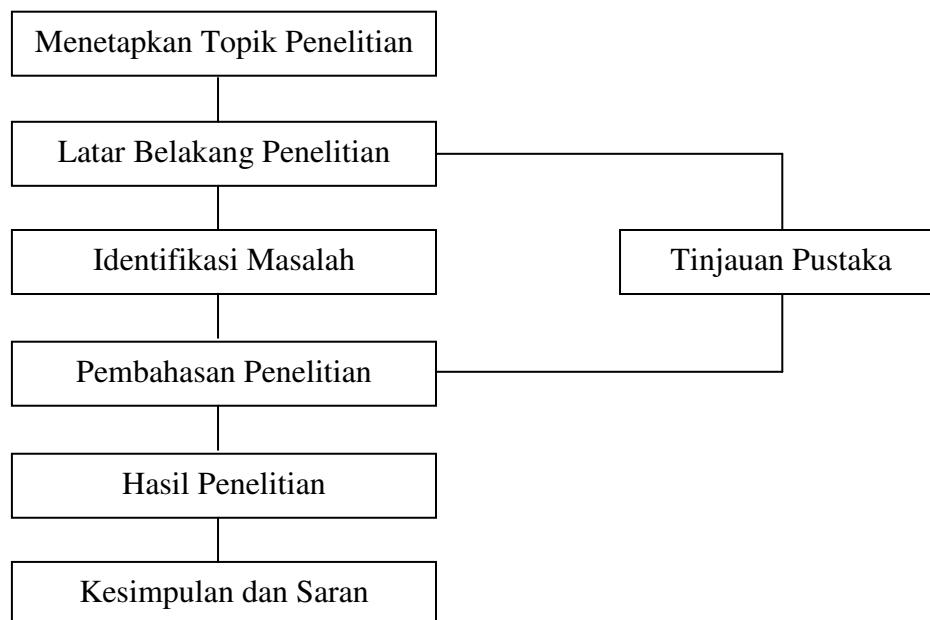 Menetapkan Topik Penelitian
Latar Belakang Penelitian
Identifikasi Masalah
Tinjauan Pustaka
Pembahasan Penelitian
Hasil Penelitian
Kesimpulan dan Saran